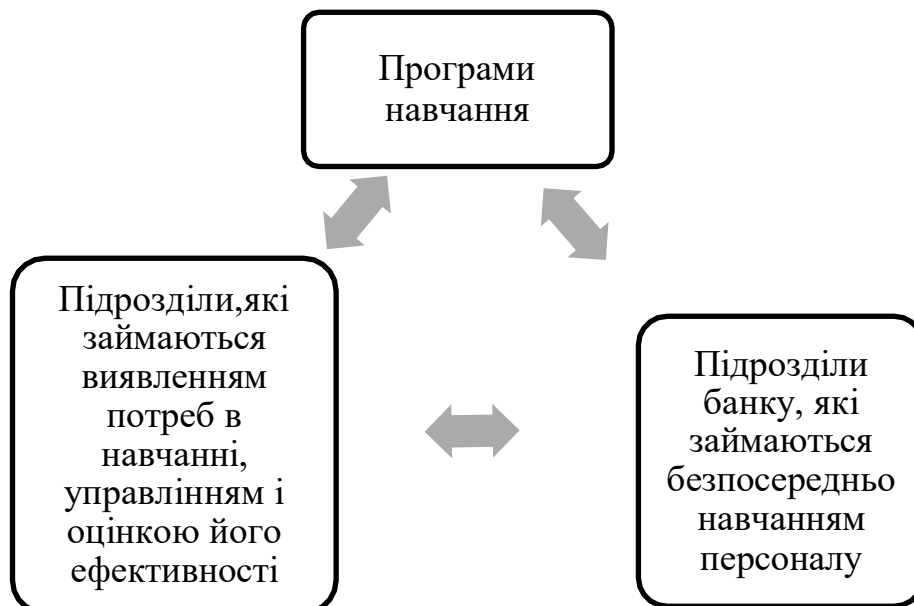 Програми
навчання
Підрозділи,які
займаються
виявленням
потреб в
навчанні,
управлінням і
оцінкою його
ефективності
Підрозділи
банку, які
займаються
безпосередньо
навчанням
персоналу